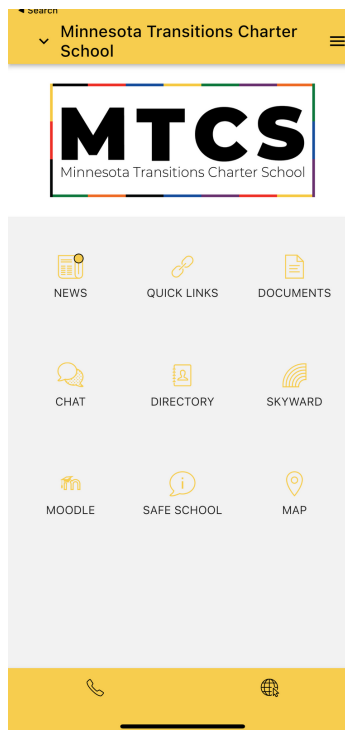 Search
Minnesota Transitions Charter
School
MTCS
Minnesota Transitions Charter School
NEWS
QUICK LINKS
DOCUMENTS
CHAT
DIRECTORY
SKYWARD
MOODLE
SAFE SCHOOL
MAP